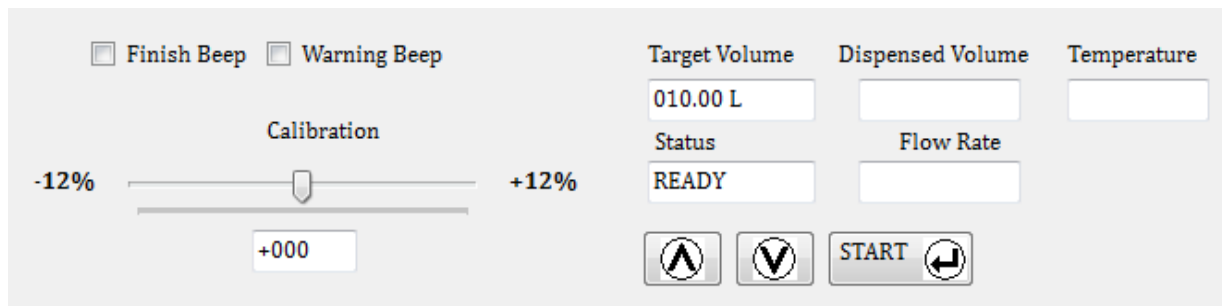 Finish Beep Warning Beep
Calibration
-12% +12%
+000
Target Volume Dispensed Volume Temperature
010.00 L
Status Flow Rate
READY
START